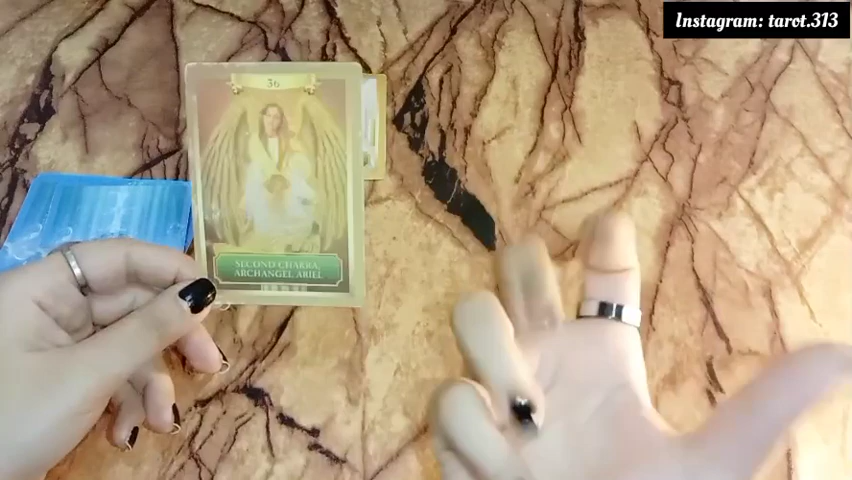 Instagram: tarot.313
36
SECOND CHAKRA,
ARCHANGEL ARIEL